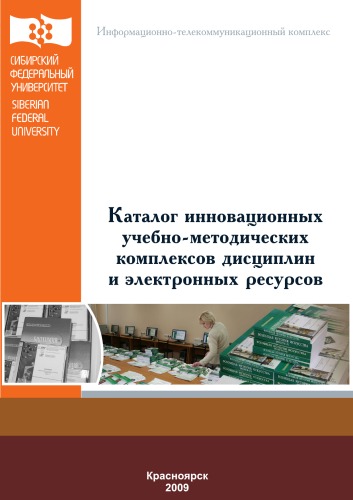 Информационно-телекоммуникационный комплекс
СИБИРСКИЙ
ФЕДЕРАЛЬНЫЙ
УНИВЕРСИТЕТ
SIBERIAN
FEDERAL
UNIVERSITY
Каталог инновационных
учебно-методических
комплексов дисциплин
и электронных ресурсов
Красноярск
2009